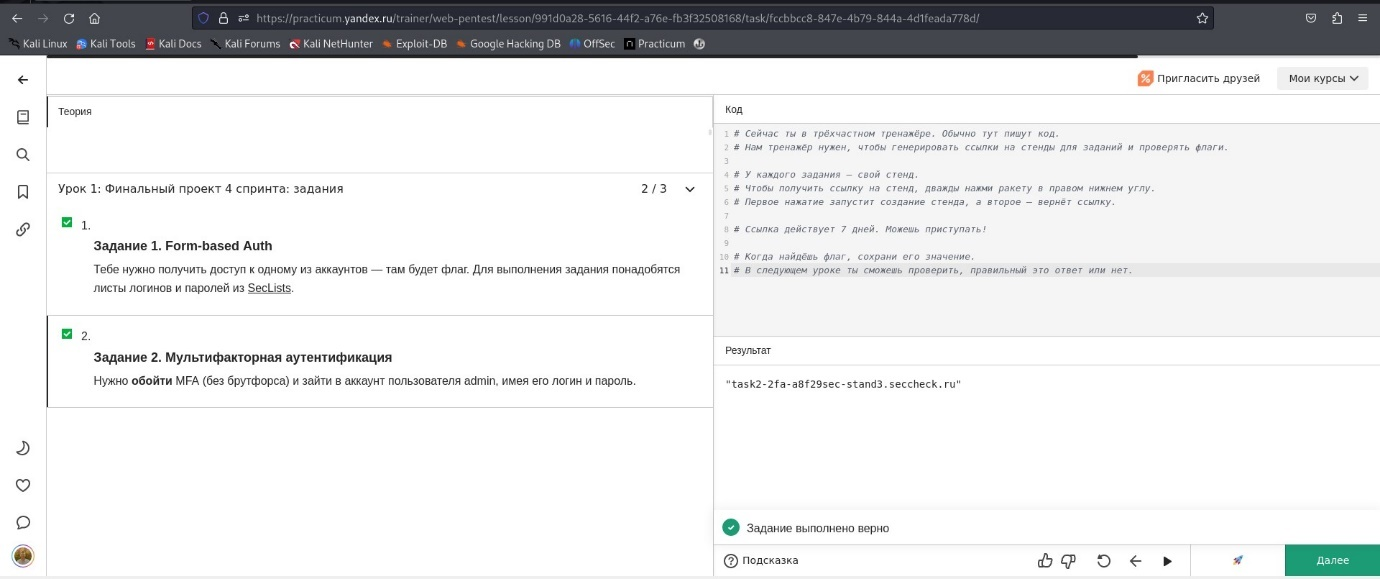 https://practicum.yandex.ru/trainer/web-pentest/lesson/991d0a28-5616-44f2-a76e-fb3f32508168/task/fccbbcc8-847e-4b79-844a-4d1feada778d/
Kali Linux Kali Tools Kali Docs Kali Forums Kali NetHunter Exploit-DB Google Hacking DB OffSec Practicum
Пригласить друзей Мои курсы
Теория
Урок 1: Финальный проект 4 спринта: задания 2 / 3
1.
Задание 1. Form-based Auth
Тебе нужно получить доступ к одному из аккаунтов — там будет флаг. Для выполнения задания понадобятся
листы логинов и паролей из SecLists.
2.
Задание 2. Мультифакторная аутентификация
Нужно обойти MFA (без брутфорса) и зайти в аккаунт пользователя admin, имея его логин и пароль.
Код
1 # Сейчас ты в трёхчастном тренажёре. Обычно тут пишут код.
2 # Нам тренажёр нужен, чтобы генерировать ссылки на стенды для заданий и проверять флаги.
3
4 # У каждого задания — свой стенд.
5 # Чтобы получить ссылку на стенд, дважды нажми ракету в правом нижнем углу.
6 # Первое нажатие запустит создание стенда, а второе — вернёт ссылку.
7
8 # Ссылка действует 7 дней. Можешь приступать!
9
10 # Когда найдёшь флаг, сохрани его значение.
11 # В следующем уроке ты сможешь проверить, правильный это ответ или нет.
Результат
"task2-2fa-a8f29sec-stand3.seccheck.ru"
Задание выполнено верно
Подсказка
Далее